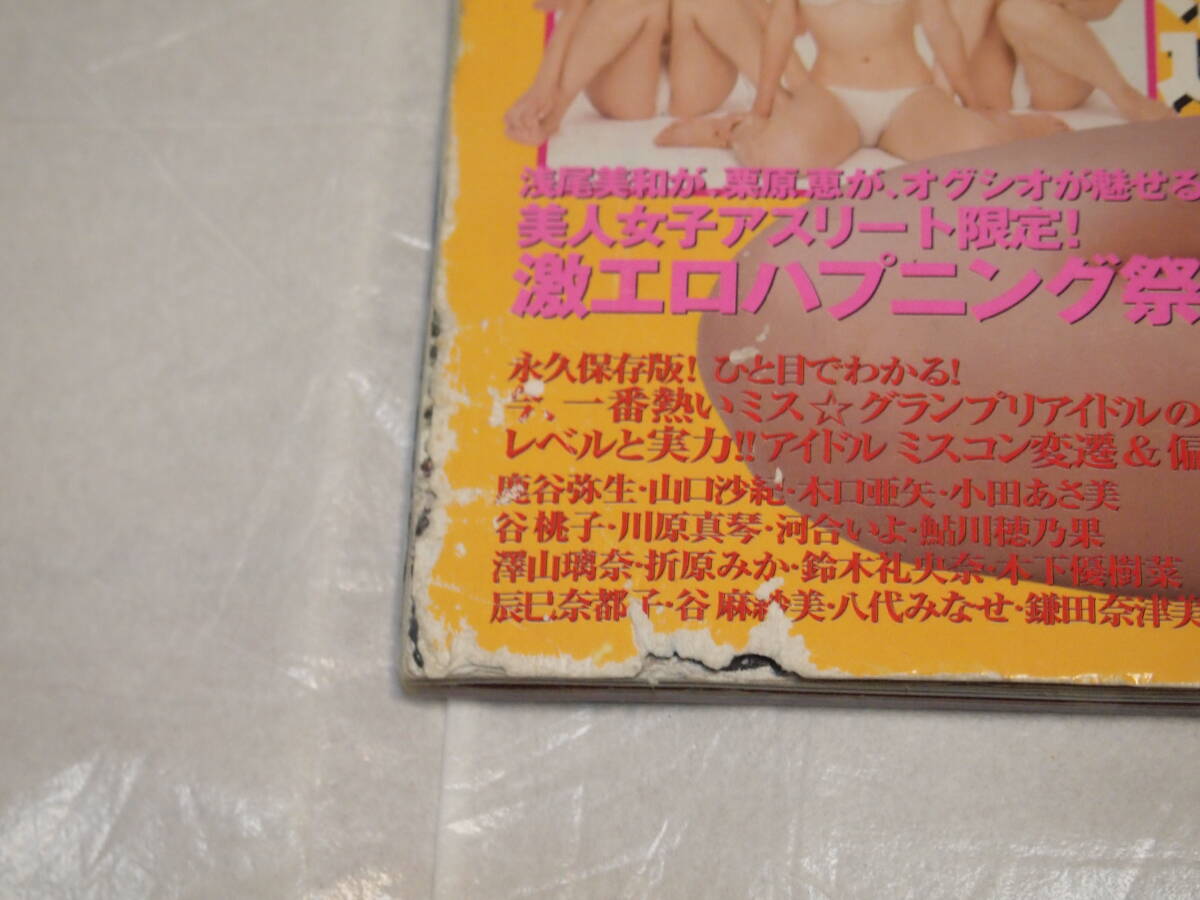 浅尾美和が、栗原恵が、オグシオが魅せる
美人女子アスリート限定!
激エロハプニング祭
永久保存版! ひと目でわかる!
今、一番熱いミス☆グランプリアイドルの
レベルと実力!!アイドル ミスコン変遷&偏
鹿谷弥生・山口沙紀・木口亜矢・小田あさ美
谷桃子・川原真琴・河合いよ・鮎川穂乃果
澤山璃奈・折原みか・鈴木礼央奈・木下優樹菜
辰巳奈都子・谷麻紗美・八代みなせ・鎌田奈津美